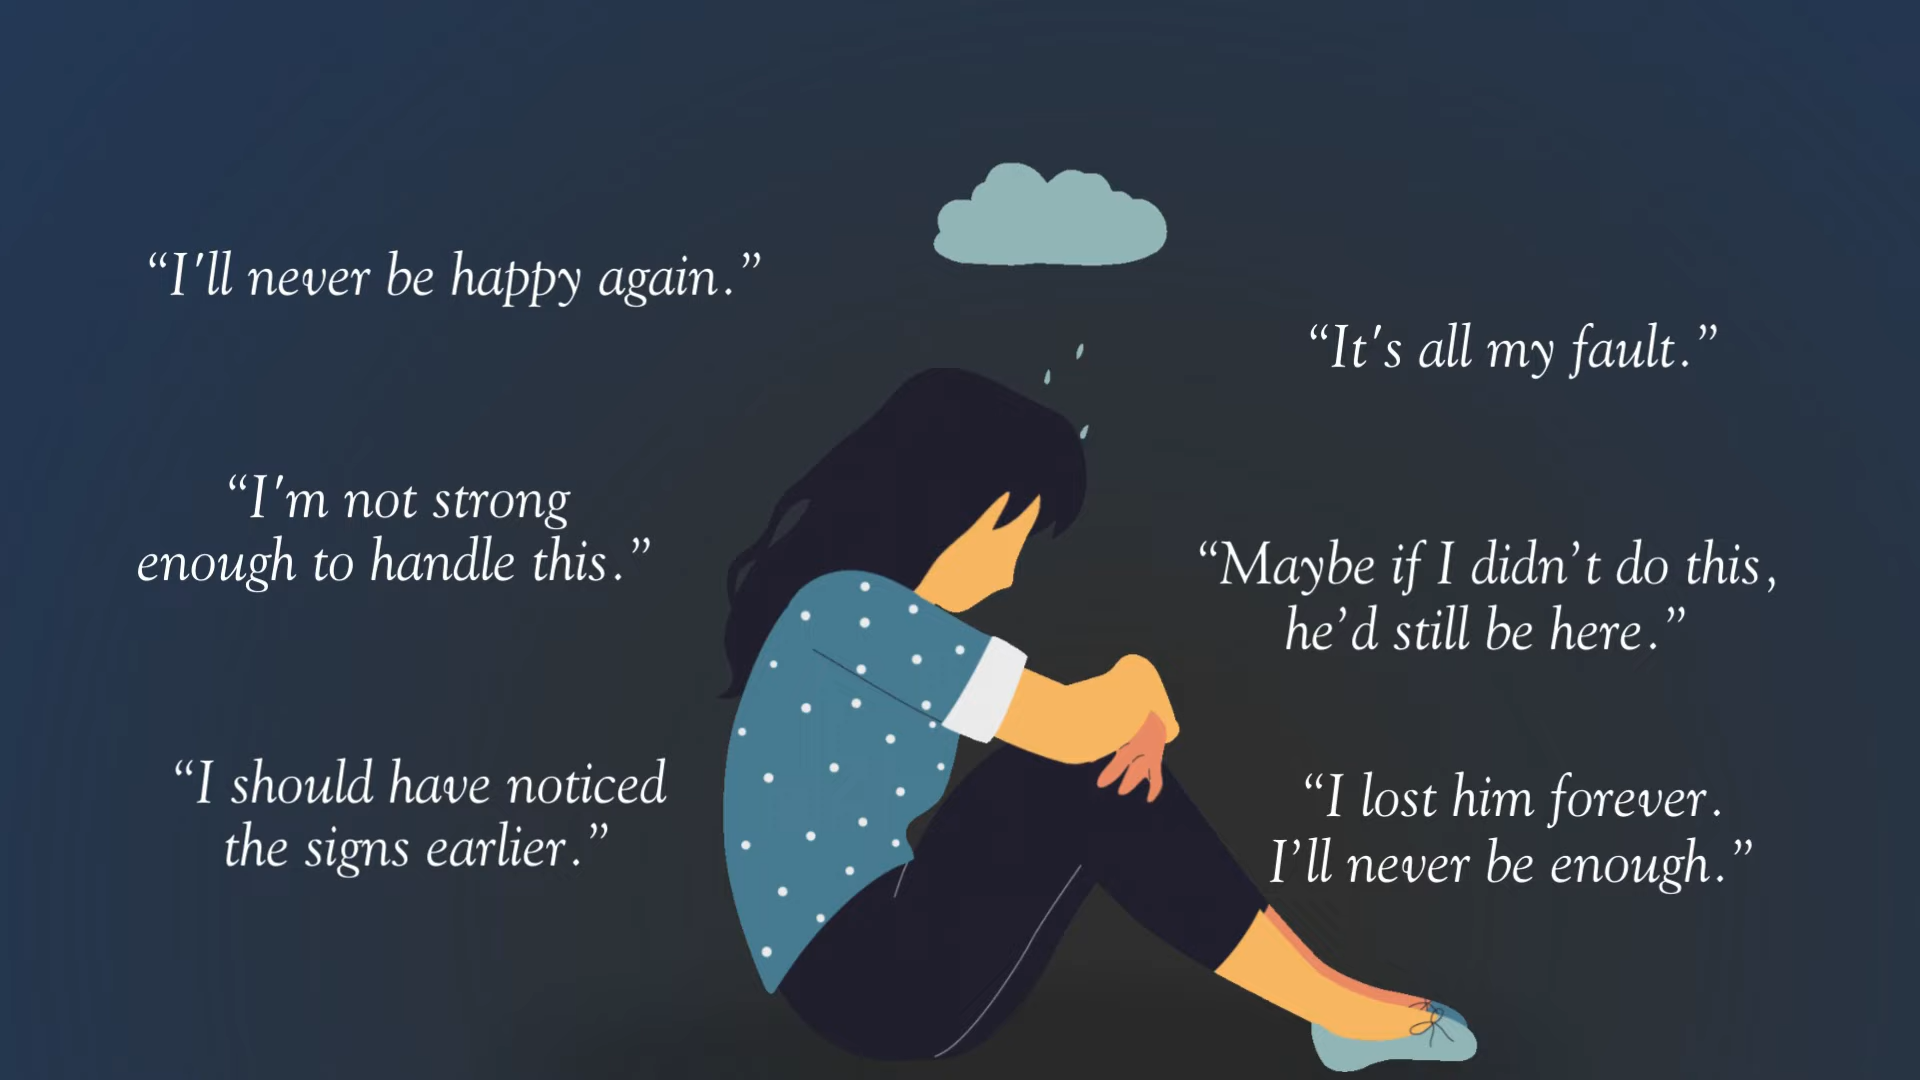 “I'll never be happy again.”
“It's all my fault.”
“I'm not strong
enough to handle this.”
“Maybe if I didn’t do this,
he’d still be here.”
“I should have noticed
the signs earlier.”
“I lost him forever.
I’ll never be enough.”